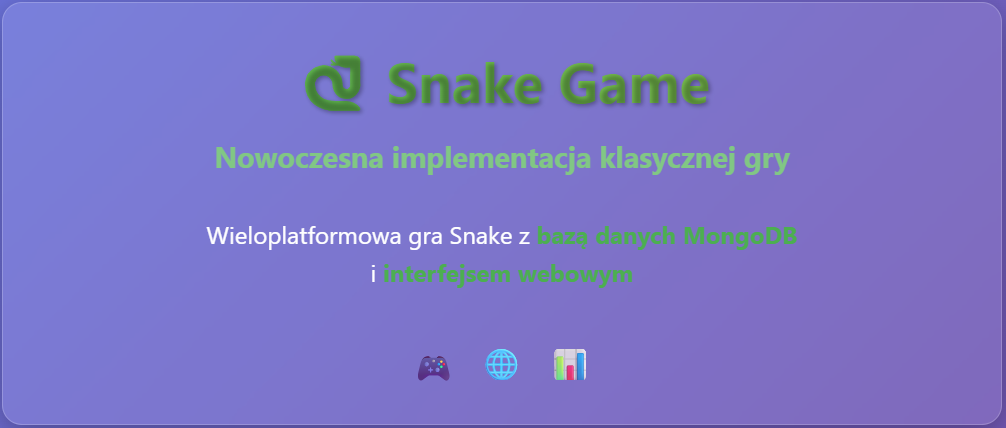 Snake Game
Nowoczesna implementacja klasycznej gry
Wieloplatformowa gra Snake z bazą danych MongoDB
i interfejsem webowym